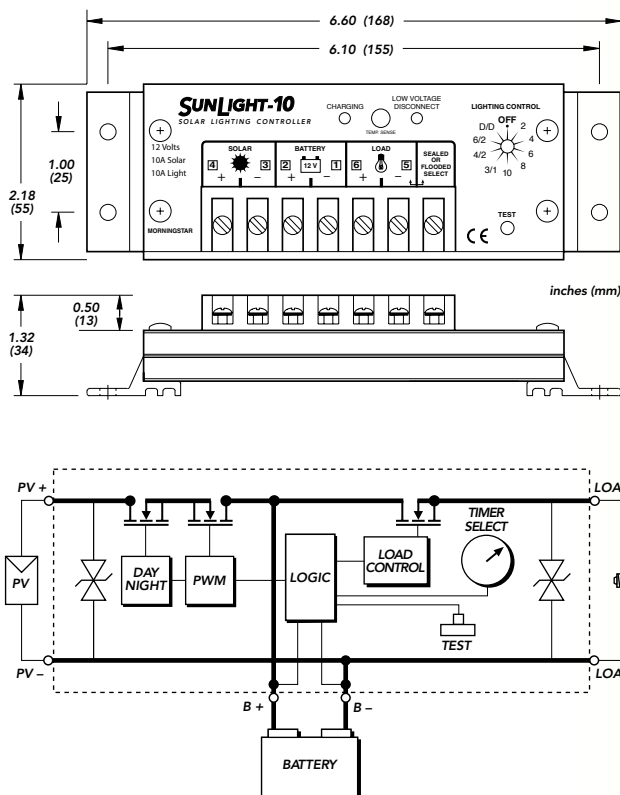 6.60 (168)
6.10 (155)
SUNLIGHT-10
SOLAR LIGHTING CONTROLLER
CHARGING
TEMP. SENSE
LOW VOLTAGE
DISCONNECT
LIGHTING CONTROL
OFF
D/D 2
6/2 4
4/2 6
3/1 10 8
12 Volts
10A Solar
10A Light
SOLAR
4 3
+ –
BATTERY
2 12 V 1
+ –
LOAD
6 5
+ –
SEALED
OR
FLOODED
SELECT
1.00
(25)
2.18
(55)
MORNINGSTAR
CE
TEST
inches (mm)
0.50
(13)
1.32
(34)
PV +
LOA
TIMER
SELECT
PV
DAY
NIGHT
PWM
LOGIC
LOAD
CONTROL
TEST
PV –
LOA
B +
B –
BATTERY